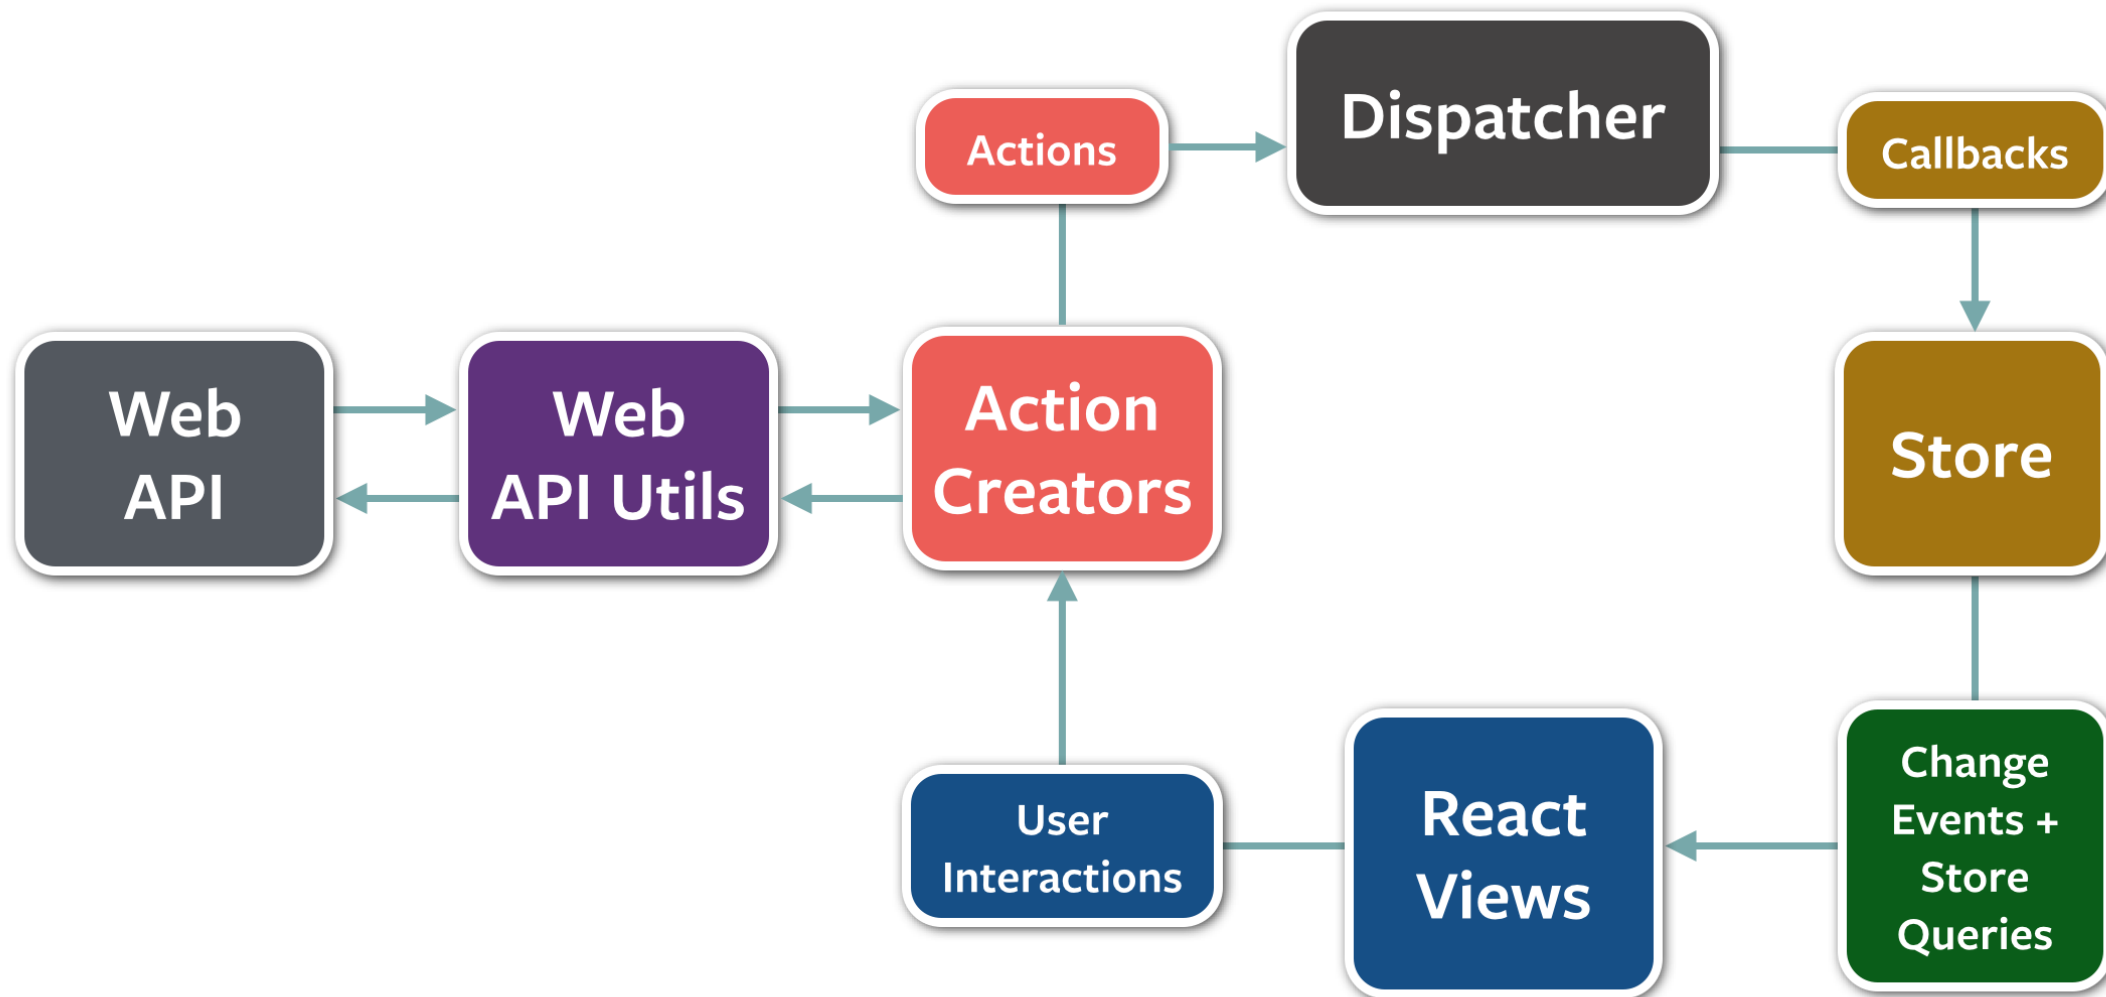 Dispatcher
Actions
Callbacks
Web
API
Web
API Utils
Action
Creators
Store
User
Interactions
React
Views
Change
Events +
Store
Queries